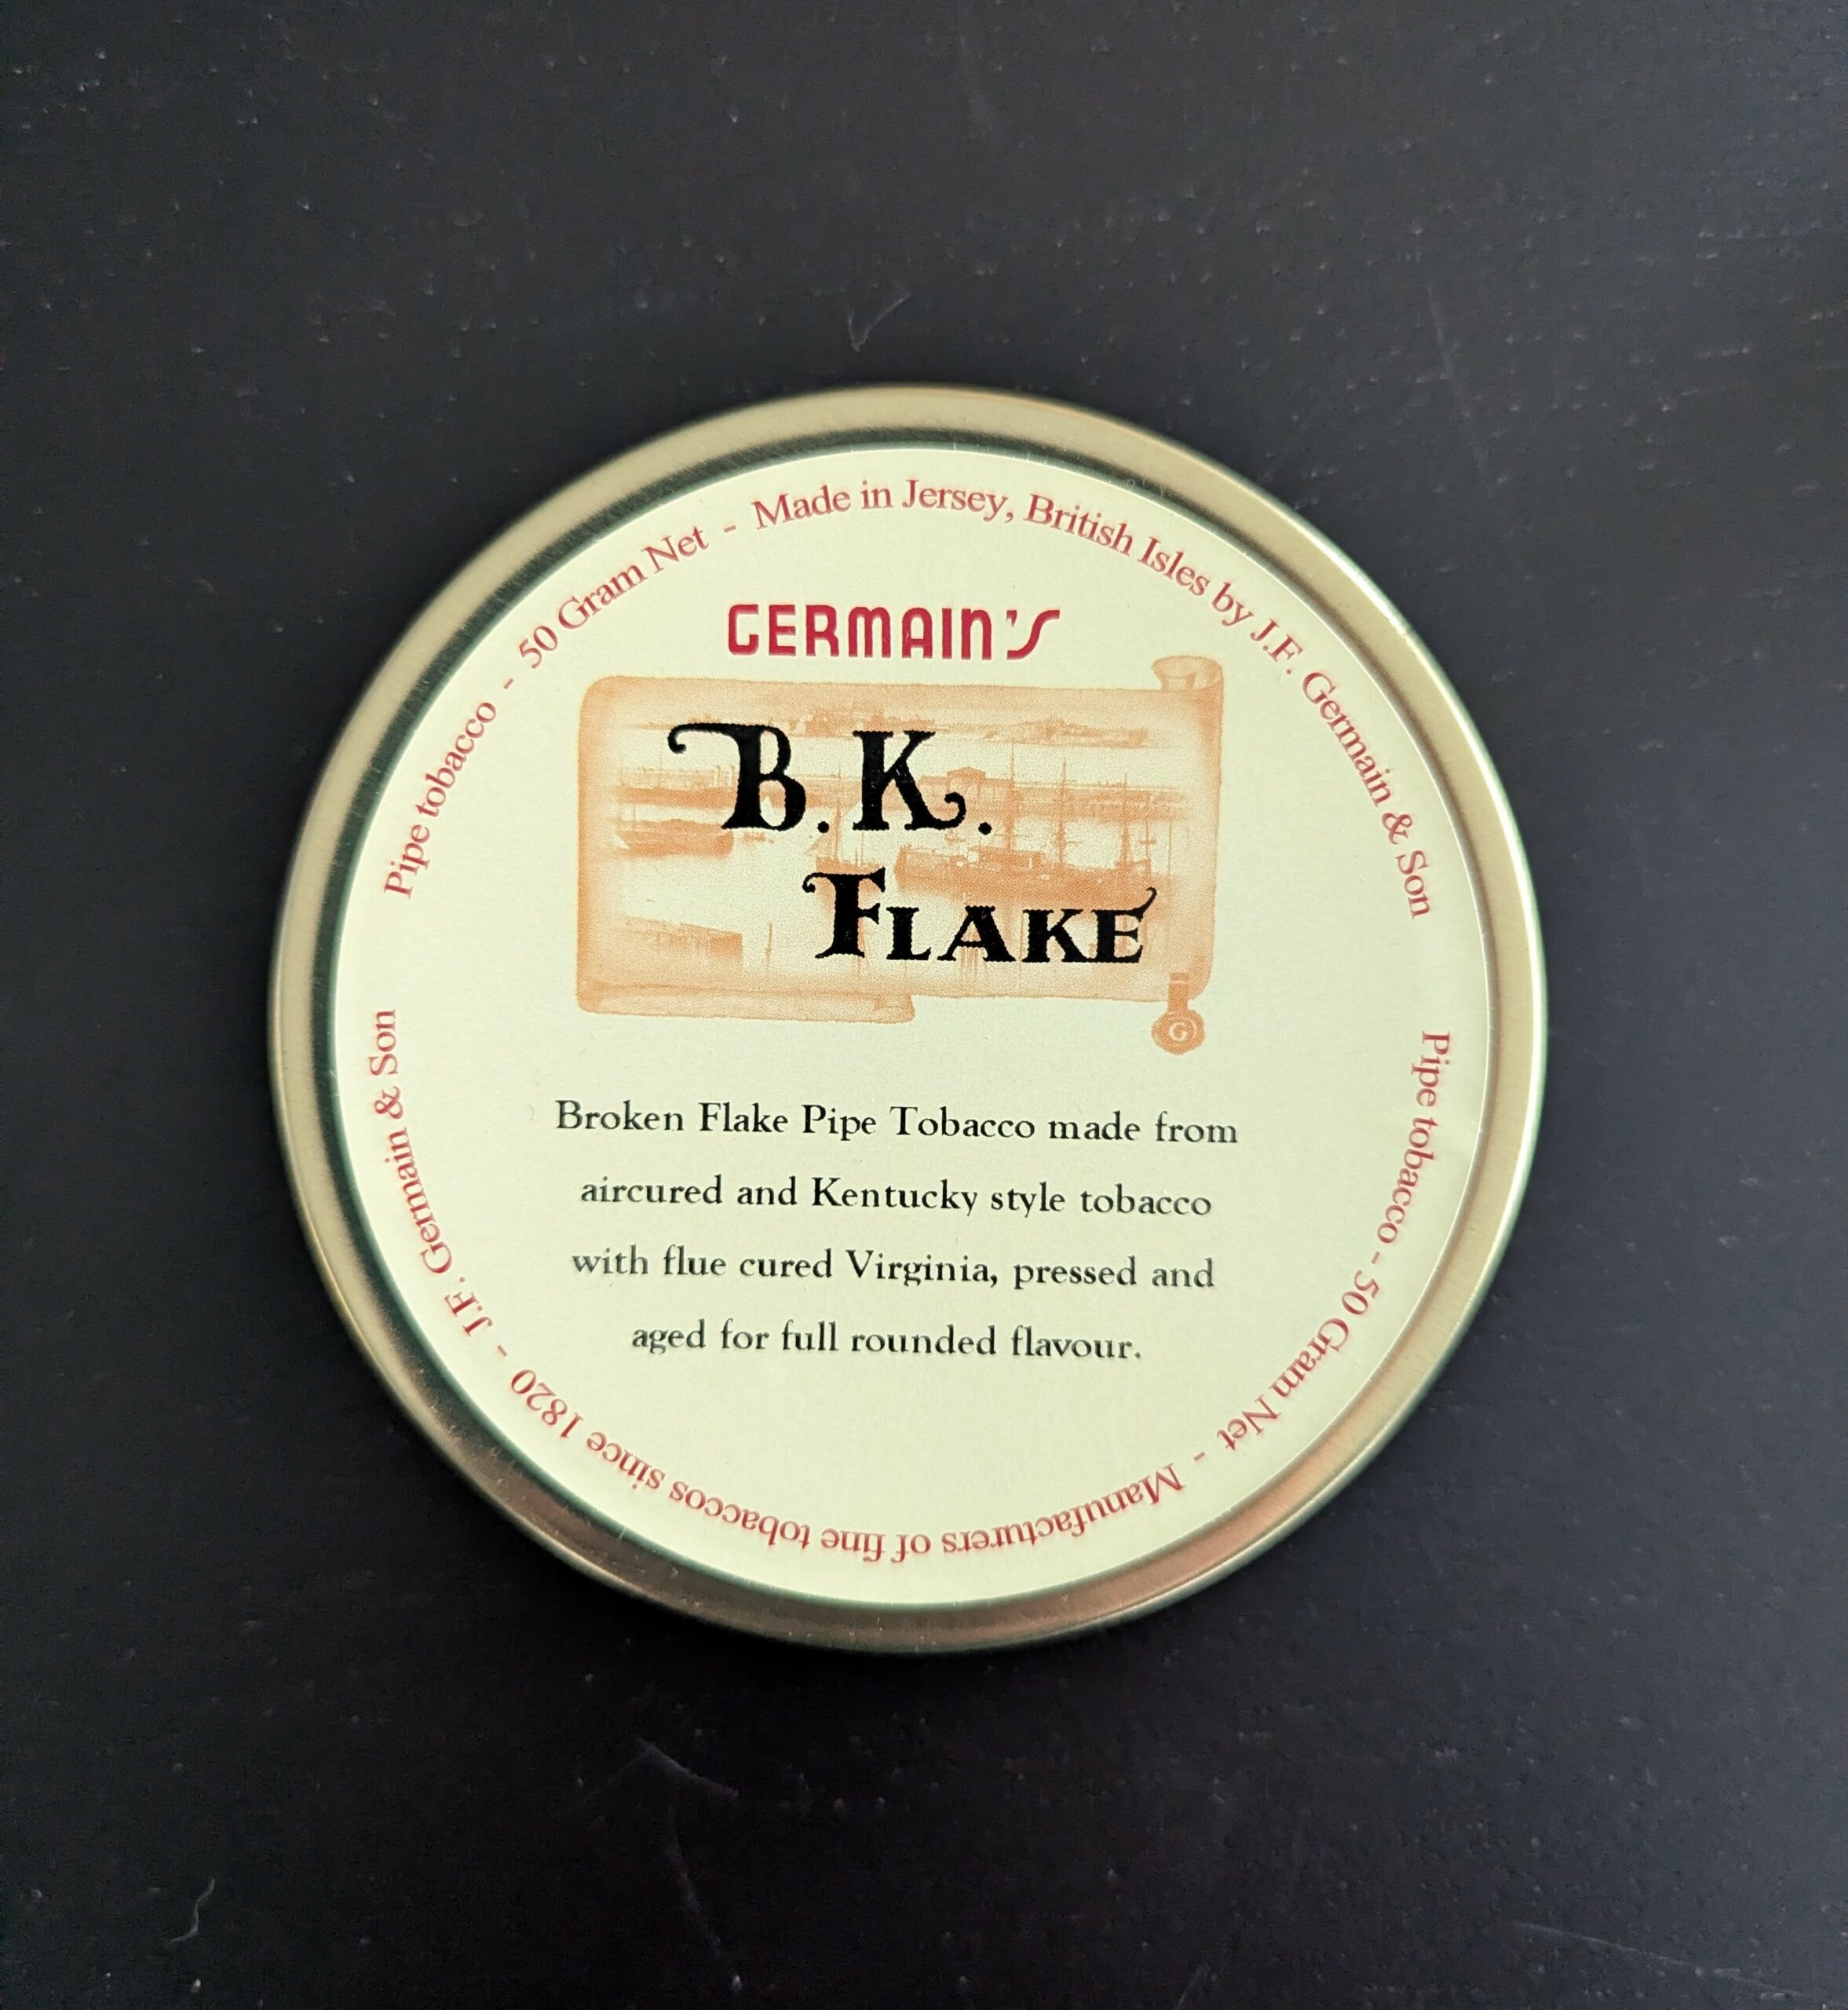 Pipe tobacco - 50 Gram Net - Made in Jersey, British Isles by J.F. Germain & Son
GERMAIN'S
B.K.
FLAKE
G
Broken Flake Pipe Tobacco made from
aircured and Kentucky style tobacco
with flue cured Virginia, pressed and
aged for full rounded flavour.
Pipe tobacco - 50 Gram Net - Manufacturers of fine tobaccos since 1820 - J.F. Germain & Son